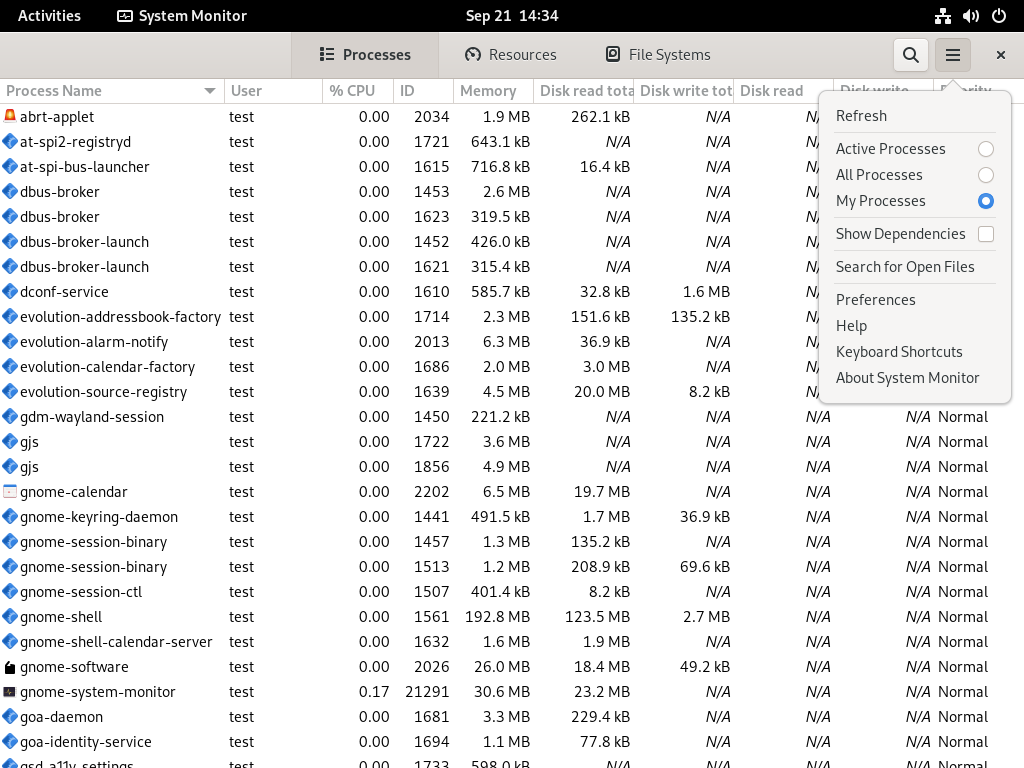 Activities System Monitor Sep 21 14:34
Processes Resources File Systems
Process Name User % CPU ID Memory Disk read tota Disk write tot Disk read
abrt-applet test 0.00 2034 1.9 MB 262.1 kB N/A
at-spi2-registryd test 0.00 1721 643.1 kB N/A N/A
at-spi-bus-launcher test 0.00 1615 716.8 kB 16.4 kB N/A
dbus-broker test 0.00 1453 2.6 MB N/A N/A
dbus-broker test 0.00 1623 319.5 kB N/A N/A
dbus-broker-launch test 0.00 1452 426.0 kB N/A N/A
dbus-broker-launch test 0.00 1621 315.4 kB N/A N/A
dconf-service test 0.00 1610 585.7 kB 32.8 kB 1.6 MB
evolution-addressbook-factory test 0.00 1714 2.3 MB 151.6 kB 135.2 kB
evolution-alarm-notify test 0.00 2013 6.3 MB 36.9 kB N/A
evolution-calendar-factory test 0.00 1686 2.0 MB 3.0 MB N/A
evolution-source-registry test 0.00 1639 4.5 MB 20.0 MB 8.2 kB
gdm-wayland-session test 0.00 1450 221.2 kB N/A N/A N/A N/A Normal
gjs test 0.00 1722 3.6 MB N/A N/A N/A N/A Normal
gjs test 0.00 1856 4.9 MB N/A N/A N/A N/A Normal
gnome-calendar test 0.00 2202 6.5 MB 19.7 MB N/A N/A N/A Normal
gnome-keyring-daemon test 0.00 1441 491.5 kB 1.7 MB 36.9 kB N/A N/A Normal
gnome-session-binary test 0.00 1457 1.3 MB 135.2 kB N/A N/A N/A Normal
gnome-session-binary test 0.00 1513 1.2 MB 208.9 kB 69.6 kB N/A N/A Normal
gnome-session-ctl test 0.00 1507 401.4 kB 8.2 kB N/A N/A N/A Normal
gnome-shell test 0.00 1561 192.8 MB 123.5 MB 2.7 MB N/A N/A Normal
gnome-shell-calendar-server test 0.00 1632 1.6 MB 1.9 MB N/A N/A N/A Normal
gnome-software test 0.00 2026 26.0 MB 18.4 MB 49.2 kB N/A N/A Normal
gnome-system-monitor test 0.17 21291 30.6 MB 23.2 MB N/A N/A N/A Normal
goa-daemon test 0.00 1681 3.3 MB 229.4 kB N/A N/A N/A Normal
goa-identity-service test 0.00 1694 1.1 MB 77.8 kB N/A N/A N/A Normal
gsd-a11y-settings test 0.00 1733 598.0 kB N/A N/A N/A N/A Normal
Refresh
Active Processes
All Processes
My Processes
Show Dependencies
Search for Open Files
Preferences
Help
Keyboard Shortcuts
About System Monitor